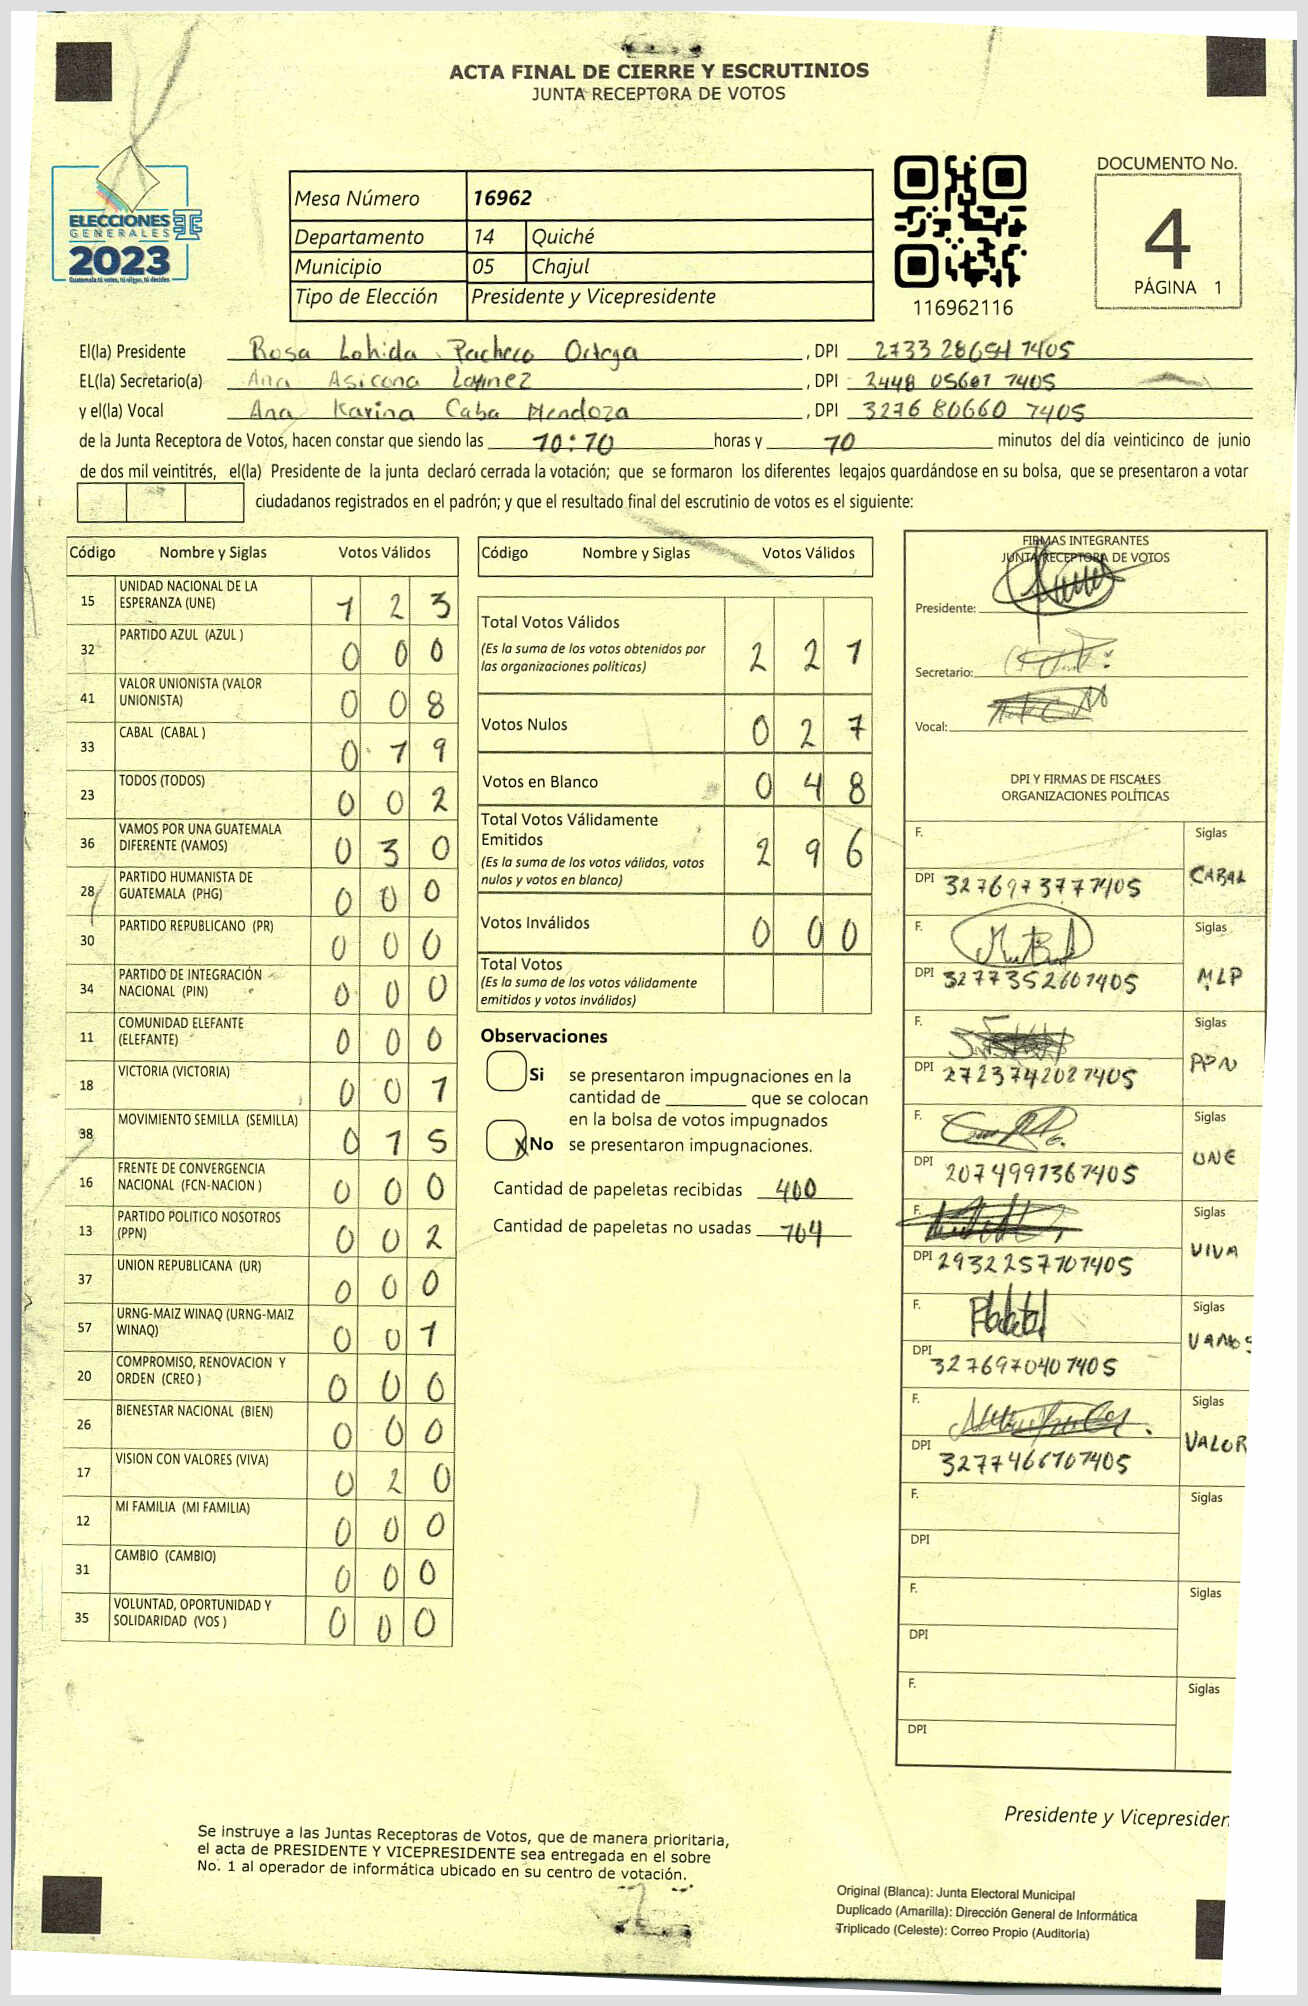 ACTA FINAL DE CIERRE Y ESCRUTINIOS
JUNTA RECEPTORA DE VOTOS
ELECCIONES
GENERALES
2023
Guatemala tú votes, tú eliges, tú decides
Mesa Número 16962
Departamento 14 Quiché
Municipio 05 Chajul
Tipo de Elección Presidente y Vicepresidente
116962116
DOCUMENTO No.
4
PÁGINA 1
El(la) Presidente Rosa Lohida Pacheco Ortega , DPI 2733 28654 1405
EL(la) Secretario(a) Ana Asicona , DPI 2448 05601 1405
y el(la) Vocal Ana Karina Caba Mendoza , DPI 3276 80660 1405
de la Junta Receptora de Votos, hacen constar que siendo las 10:10 horas y 10 minutos del día veinticinco de junio
de dos mil veintitrés, el(la) Presidente de la junta declaró cerrada la votación; que se formaron los diferentes legajos guardándose en su bolsa, que se presentaron a votar
ciudadanos registrados en el padrón; y que el resultado final del escrutinio de votos es el siguiente:
Código Nombre y Siglas Votos Válidos
15 UNIDAD NACIONAL DE LA ESPERANZA (UNE) 1 2 3
32 PARTIDO AZUL (AZUL ) 0 0 0
41 VALOR UNIONISTA (VALOR UNIONISTA) 0 0 8
33 CABAL (CABAL ) 0 1 9
23 TODOS (TODOS) 0 0 2
36 VAMOS POR UNA GUATEMALA DIFERENTE (VAMOS) 0 3 0
28 PARTIDO HUMANISTA DE GUATEMALA (PHG) 0 0 0
30 PARTIDO REPUBLICANO (PR) 0 0 0
34 PARTIDO DE INTEGRACIÓN NACIONAL (PIN) 0 0 0
11 COMUNIDAD ELEFANTE (ELEFANTE) 0 0 0
18 VICTORIA (VICTORIA) 0 0 1
38 MOVIMIENTO SEMILLA (SEMILLA) 0 1 5
16 FRENTE DE CONVERGENCIA NACIONAL (FCN-NACION ) 0 0 0
13 PARTIDO POLITICO NOSOTROS (PPN) 0 0 2
37 UNION REPUBLICANA (UR) 0 0 0
57 URNG-MAIZ WINAQ (URNG-MAIZ WINAQ) 0 0 1
20 COMPROMISO, RENOVACION Y ORDEN (CREO ) 0 0 0
26 BIENESTAR NACIONAL (BIEN) 0 0 0
17 VISION CON VALORES (VIVA) 0 2 0
12 MI FAMILIA (MI FAMILIA) 0 0 0
31 CAMBIO (CAMBIO) 0 0 0
35 VOLUNTAD, OPORTUNIDAD Y SOLIDARIDAD (VOS ) 0 0 0
Código Nombre y Siglas Votos Válidos
Total Votos Válidos 2 2 1
(Es la suma de los votos obtenidos por
las organizaciones políticas)
Votos Nulos 0 2 7
Votos en Blanco 0 4 8
Total Votos Válidamente
Emitidos 2 9 6
(Es la suma de los votos válidos, votos
nulos y votos en blanco)
Votos Inválidos 0 0 0
Total Votos
(Es la suma de los votos válidamente
emitidos y votos inválidos)
Observaciones
Si se presentaron impugnaciones en la
cantidad de ________ que se colocan
en la bolsa de votos impugnados
X No se presentaron impugnaciones.
Cantidad de papeletas recibidas 400
Cantidad de papeletas no usadas 104
FIRMAS INTEGRANTES
JUNTA RECEPTORA DE VOTOS
Presidente:
Secretario:
Vocal:
DPI Y FIRMAS DE FISCALES
ORGANIZACIONES POLÍTICAS
F. Siglas
DPI 3276973771405 CABAL
F. Siglas
DPI 3277352601405 MLP
F. Siglas
DPI 2723742021405 PPN
F. Siglas
DPI 2074991361405 UNE
F. Siglas
DPI 2932257101405 VIVA
F. Siglas
DPI 3276970401405 VAMOS
F. Siglas
DPI 3277466101405 VALOR
F. Siglas
DPI
F. Siglas
DPI
F. Siglas
DPI
Presidente y Vicepresiden
Se instruye a las Juntas Receptoras de Votos, que de manera prioritaria,
el acta de PRESIDENTE Y VICEPRESIDENTE sea entregada en el sobre
No. 1 al operador de informática ubicado en su centro de votación.
Original (Blanca): Junta Electoral Municipal
Duplicado (Amarilla): Dirección General de Informática
Triplicado (Celeste): Correo Propio (Auditoría)